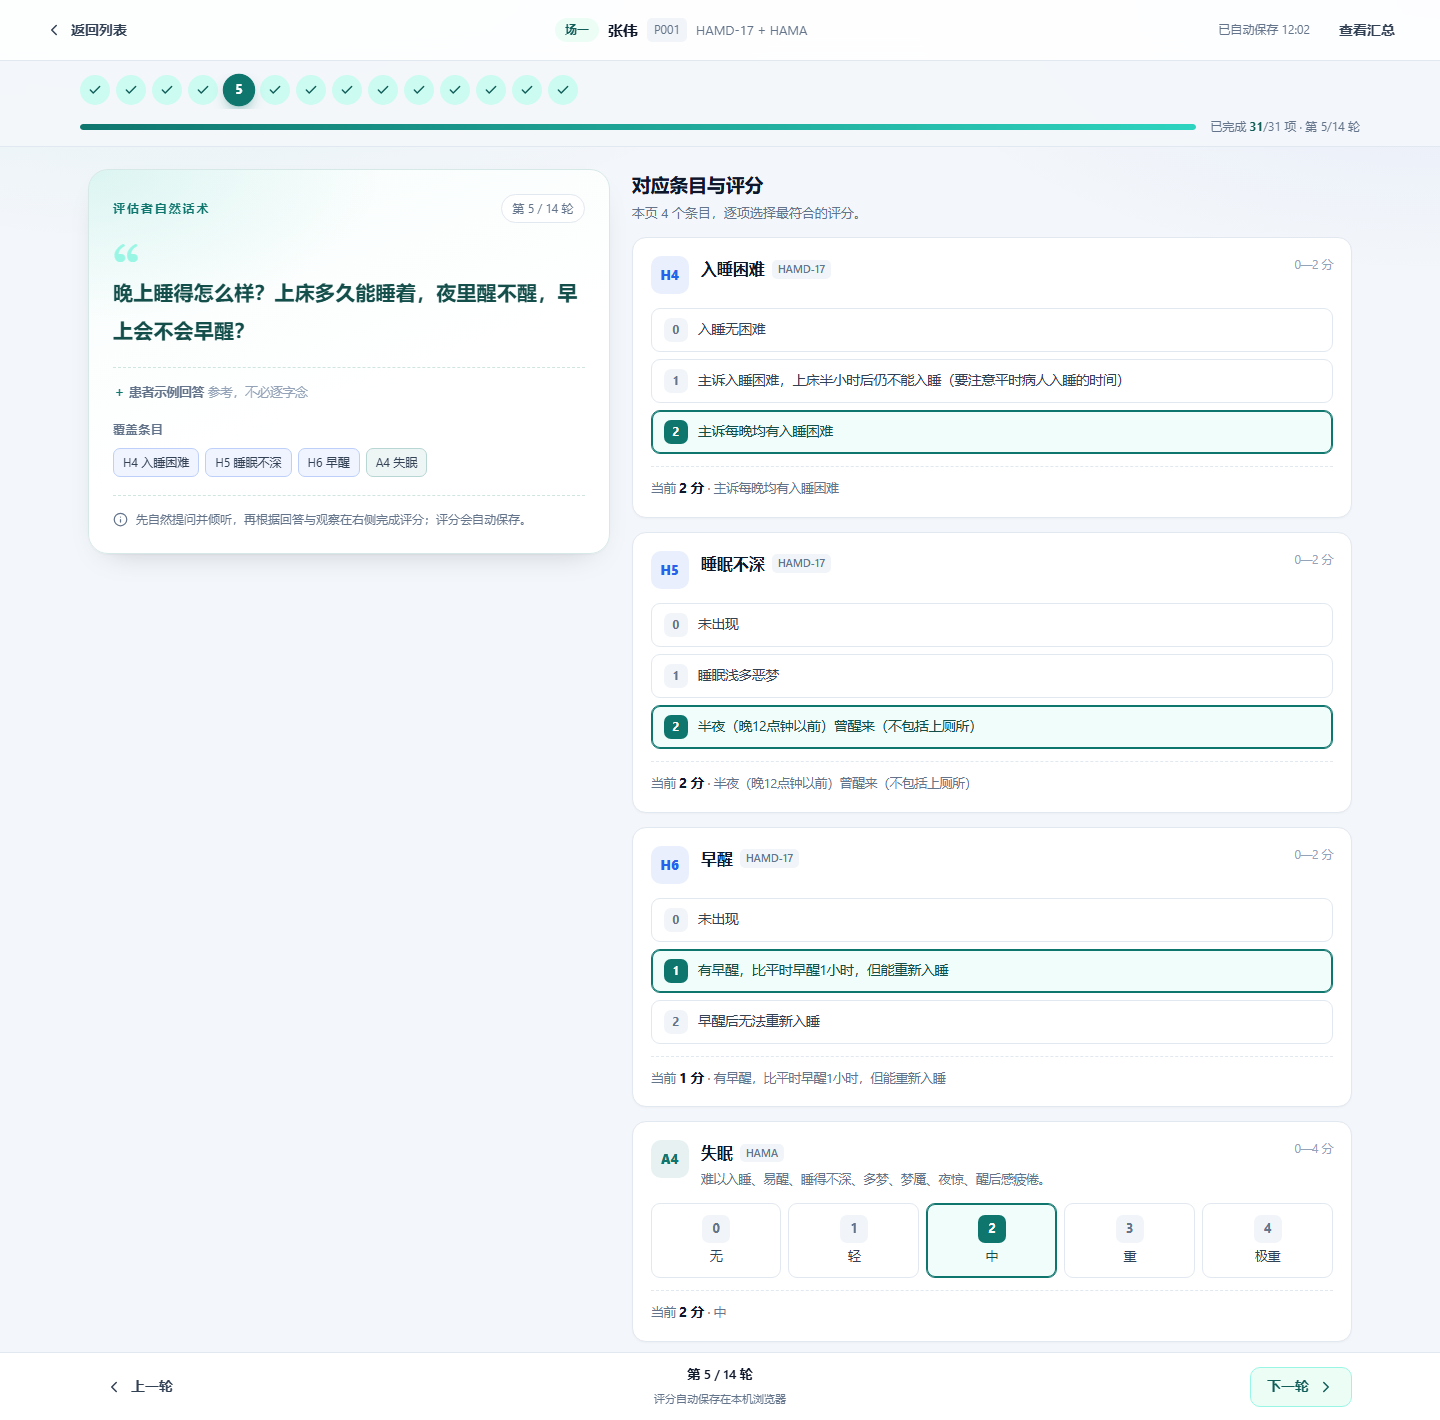 返回列表
场一 张伟 P001 HAMD-17 + HAMA
已自动保存 12:02 查看汇总
5
已完成 31/31 项 · 第 5/14 轮
评估者自然话术
第 5 / 14 轮
“
晚上睡得怎么样？上床多久能睡着，夜里醒不醒，早
上会不会早醒？
+ 患者示例回答 参考，不必逐字念
覆盖条目
H4 入睡困难 H5 睡眠不深 H6 早醒 A4 失眠
先自然提问并倾听，再根据回答与观察在右侧完成评分；评分会自动保存。
对应条目与评分
本页 4 个条目，逐项选择最符合的评分。
H4 入睡困难 HAMD-17 0—2 分
0 入睡无困难
1 主诉入睡困难，上床半小时后仍不能入睡（要注意平时病人入睡的时间）
2 主诉每晚均有入睡困难
当前 2 分 · 主诉每晚均有入睡困难
H5 睡眠不深 HAMD-17 0—2 分
0 未出现
1 睡眠浅多恶梦
2 半夜（晚12点钟以前）曾醒来（不包括上厕所）
当前 2 分 · 半夜（晚12点钟以前）曾醒来（不包括上厕所）
H6 早醒 HAMD-17 0—2 分
0 未出现
1 有早醒，比平时早醒1小时，但能重新入睡
2 早醒后无法重新入睡
当前 1 分 · 有早醒，比平时早醒1小时，但能重新入睡
A4 失眠 HAMA 0—4 分
难以入睡、易醒、睡得不深、多梦、梦魇、夜惊、醒后感疲倦。
0 1 2 3 4
无 轻 中 重 极重
当前 2 分 · 中
上一轮
第 5 / 14 轮
评分自动保存在本机浏览器
下一轮